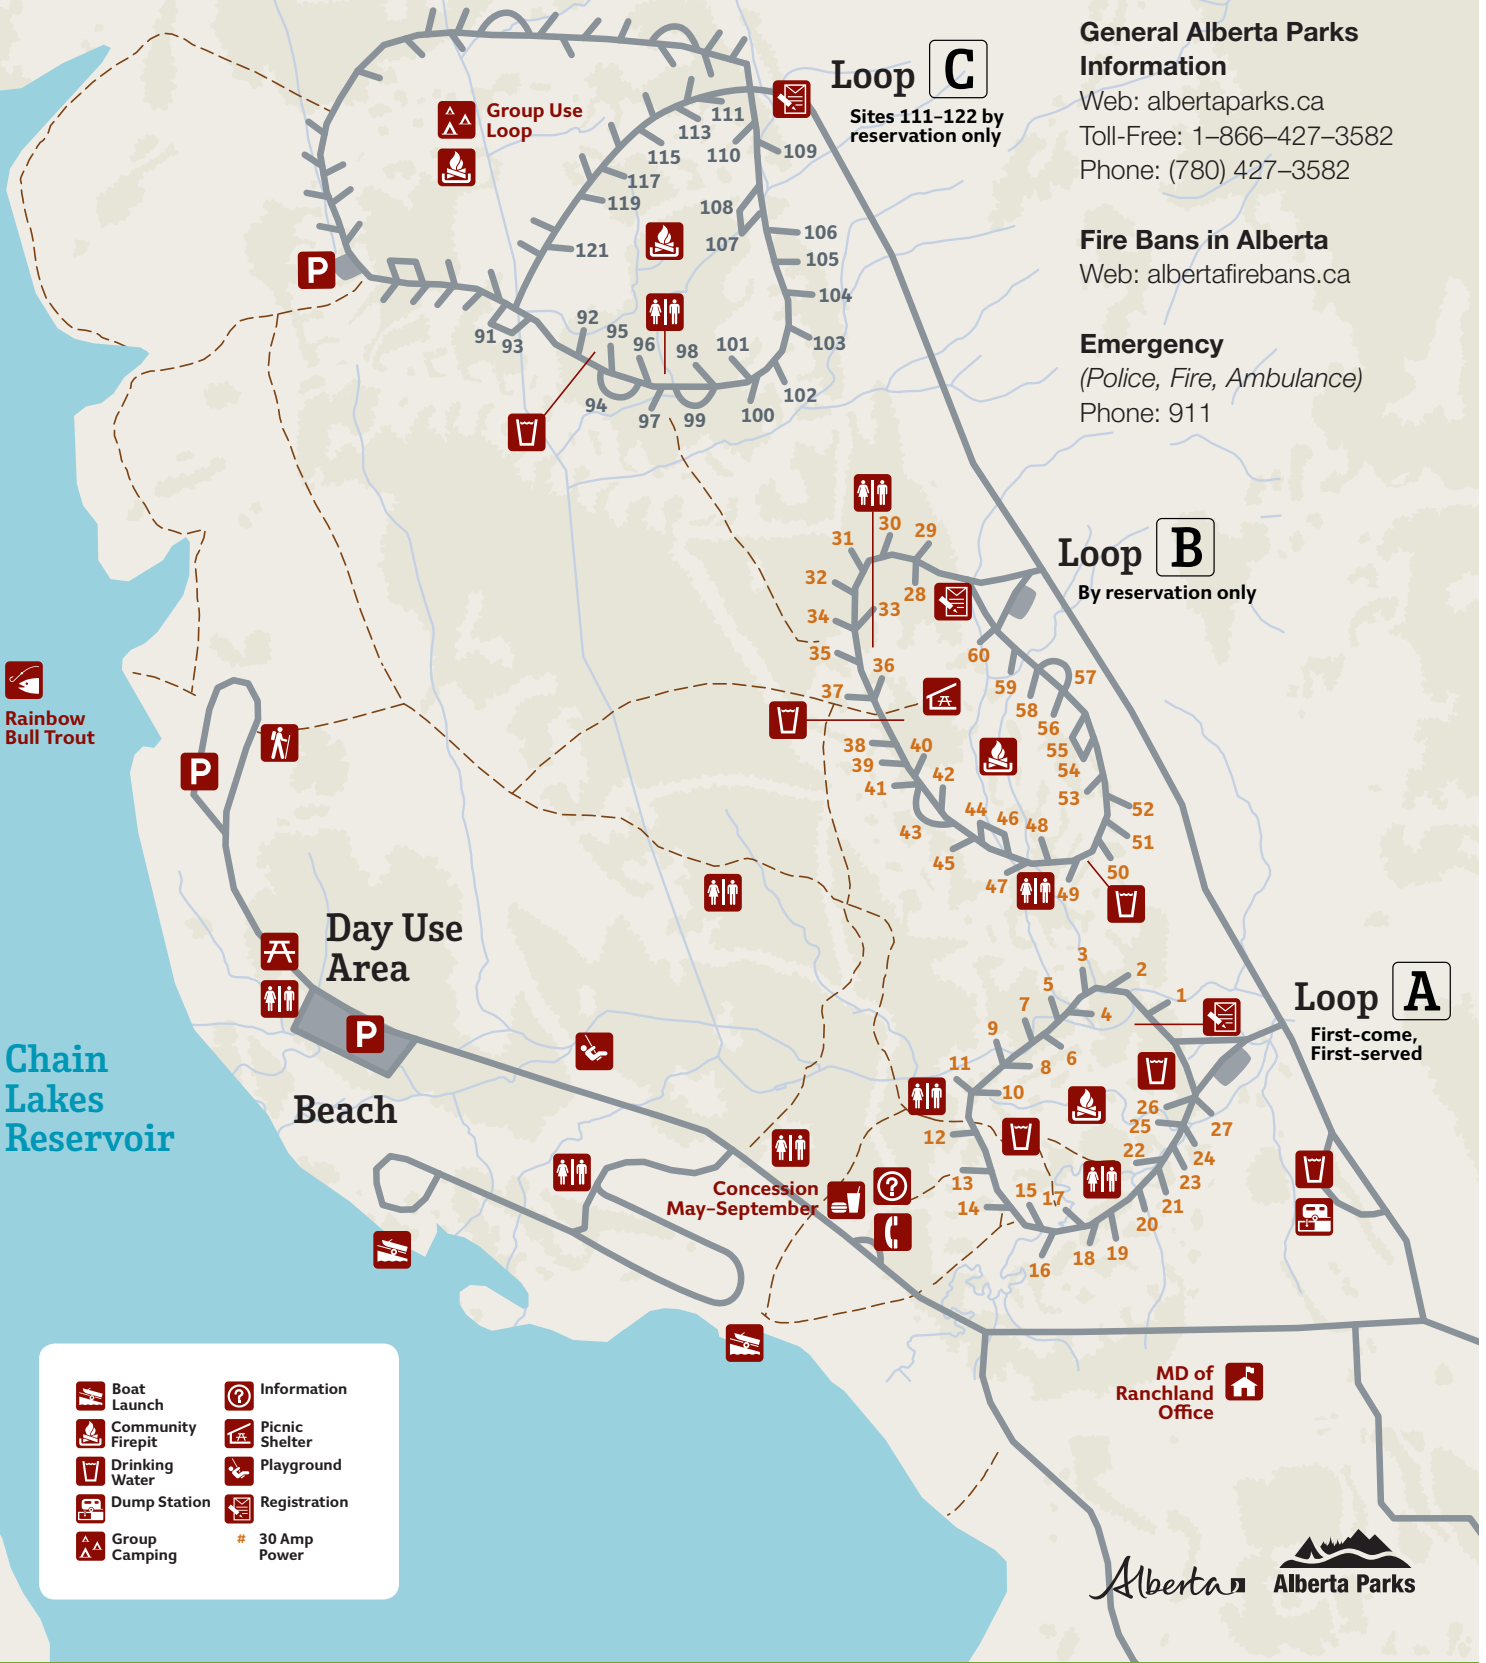 General Alberta Parks
Information
Web: albertaparks.ca
Toll-Free: 1–866–427–3582
Phone: (780) 427–3582
Fire Bans in Alberta
Web: albertafirebans.ca
Emergency
(Police, Fire, Ambulance)
Phone: 911
Loop C
Sites 111–122 by
reservation only
Group Use
Loop
111
113
115
110
109
117
119
108
107
106
105
121
104
103
91
93
92
95
96
98
101
102
94
97
99
100
P
Loop B
By reservation only
31
30
29
32
28
33
34
35
36
37
60
59
57
58
56
55
54
53
52
51
50
38
40
39
42
41
43
44
46
48
45
47
49
Rainbow
Bull Trout
P
Day Use
Area
P
Beach
Chain
Lakes
Reservoir
Loop A
First-come,
First-served
3
2
1
5
4
7
6
9
8
11
10
12
13
14
15
17
16
18
19
20
21
22
23
24
25
26
27
Concession
May–September
?
MD of
Ranchland
Office
Boat
Launch
Community
Firepit
Drinking
Water
Dump Station
Group
Camping
? Information
Picnic
Shelter
Playground
Registration
# 30 Amp
Power
Alberta
Alberta Parks